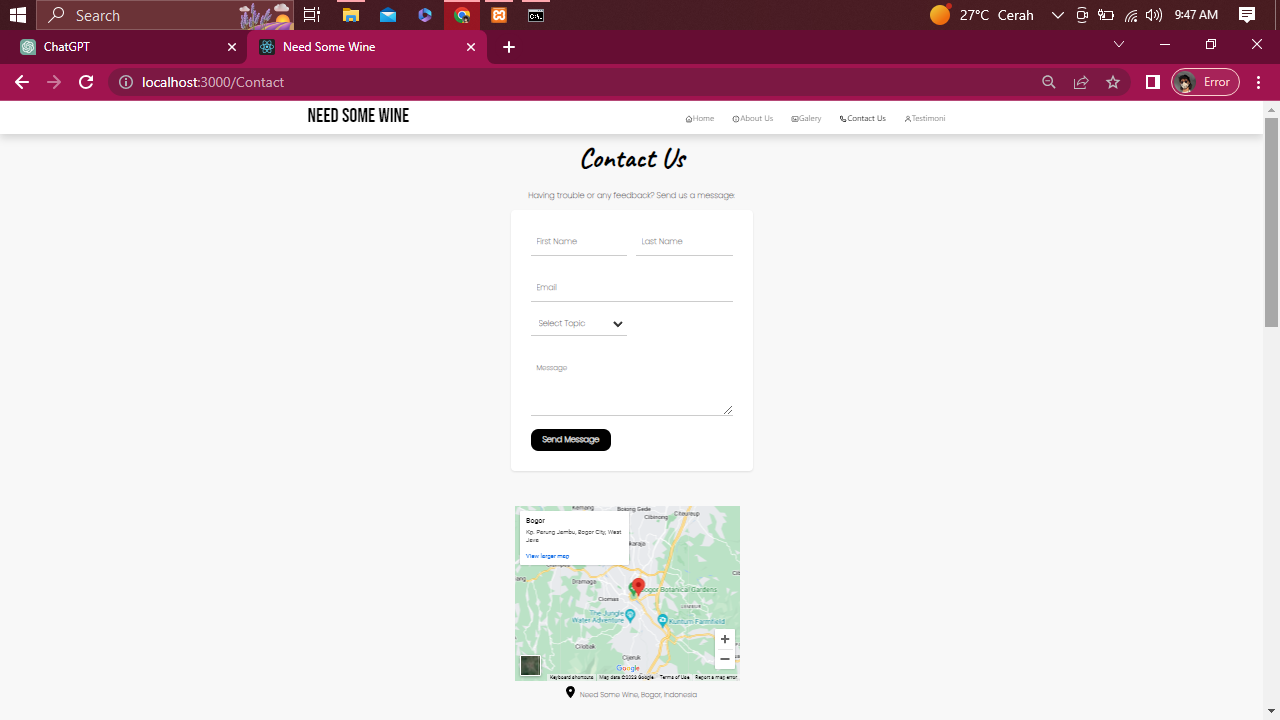 Search
27°C Cerah
9:47 AM
ChatGPT
Need Some Wine
localhost:3000/Contact
Error
NEED SOME WINE
Home
About Us
Galery
Contact Us
Testimoni
Contact Us
Having trouble or any feedback? Send us a message:
First Name
Last Name
Email
Select Topic
Message
Send Message
Kemang
Bojong Gede
Cibinong
Citeureup
Bogor
Kp. Parung Jambu, Bogor City, West
Java
View larger map
Dramaga
Ciomas
Bogor Botanical Gardens
The Jungle
Water Adventure
Kuntum Farmfield
Cilobak
Cijeruk
Google
Keyboard shortcuts
Map data ©2023 Google
Terms of Use
Report a map error
Need Some Wine, Bogor, Indonesia